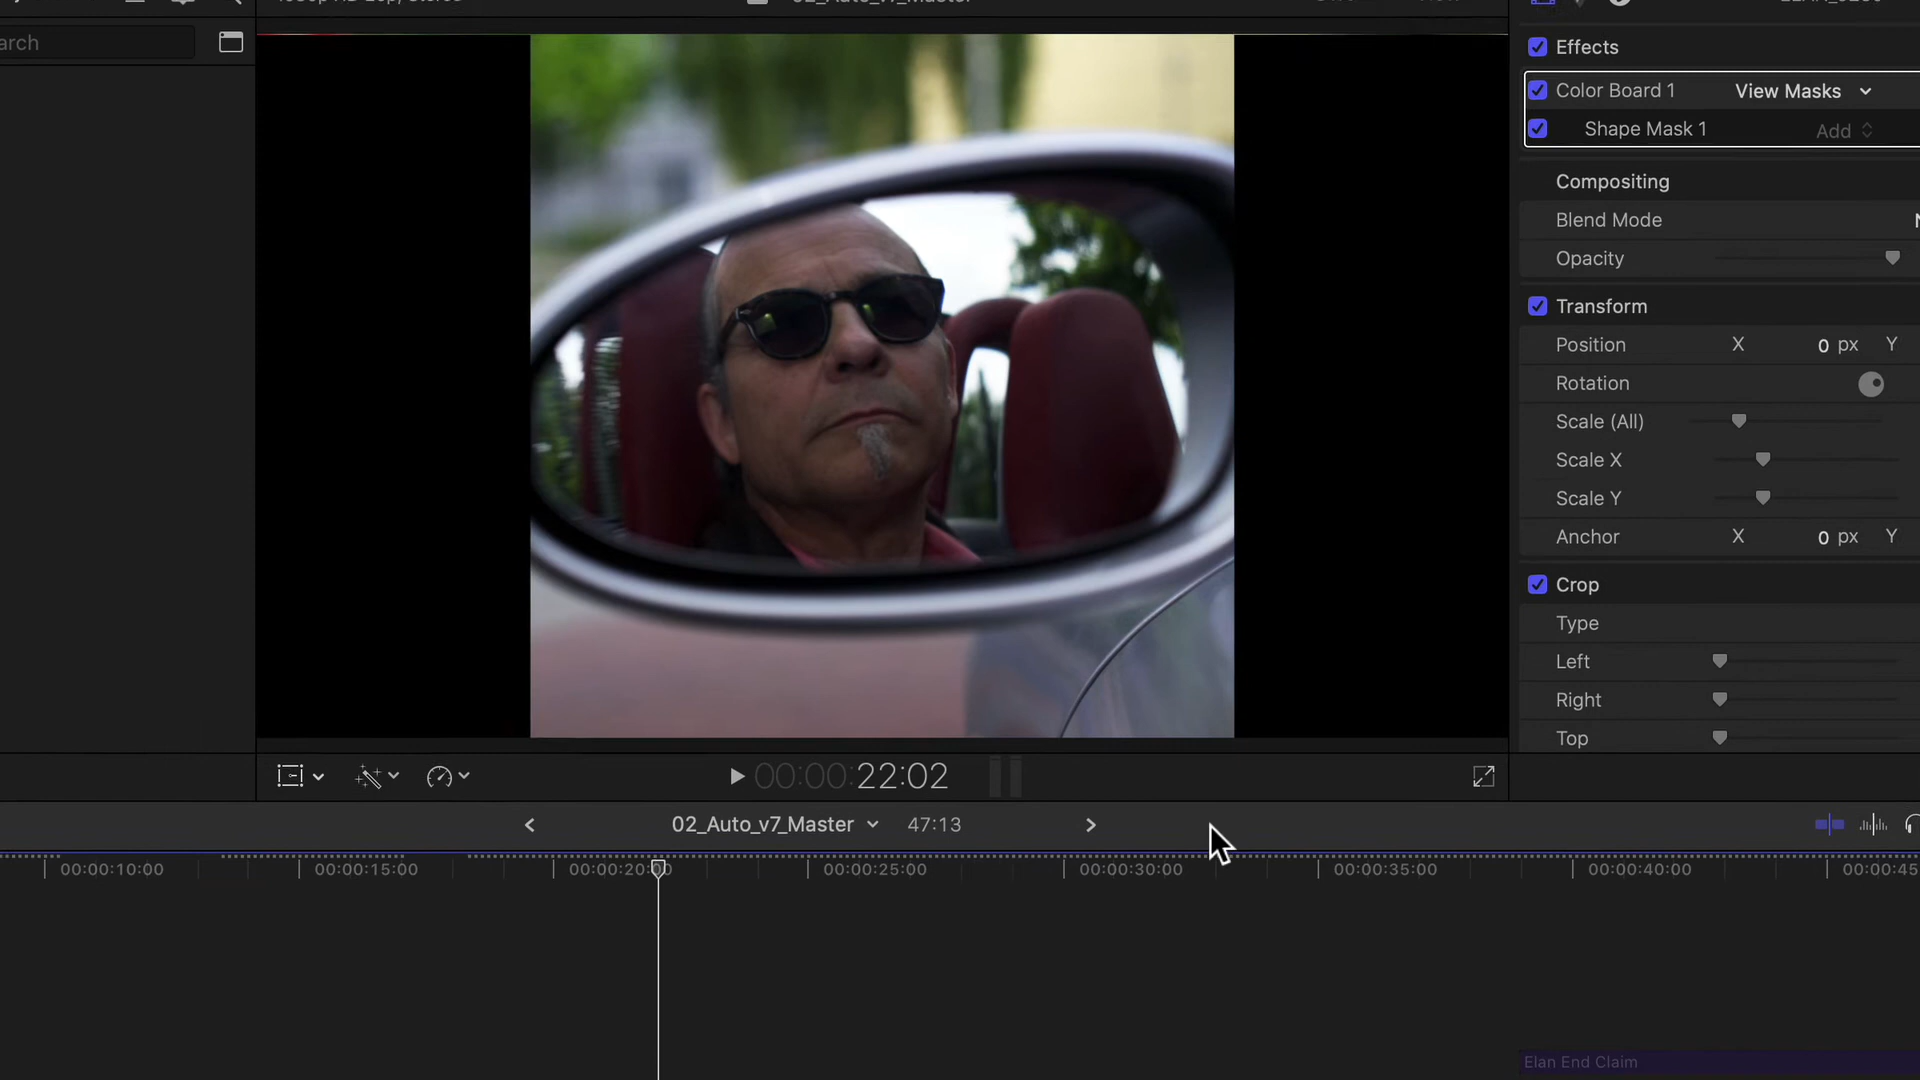 arch
02_Auto_v7_Master
Effects
Color Board 1 View Masks
Shape Mask 1 Add
Compositing
Blend Mode
Opacity
Transform
Position X 0 px Y
Rotation
Scale (All)
Scale X
Scale Y
Anchor X 0 px Y
Crop
Type
Left
Right
Top
00:00:22:02
02_Auto_v7_Master 47:13
00:00:10:00 00:00:15:00 00:00:20:00 00:00:25:00 00:00:30:00 00:00:35:00 00:00:40:00 00:00:45
Elan End Claim